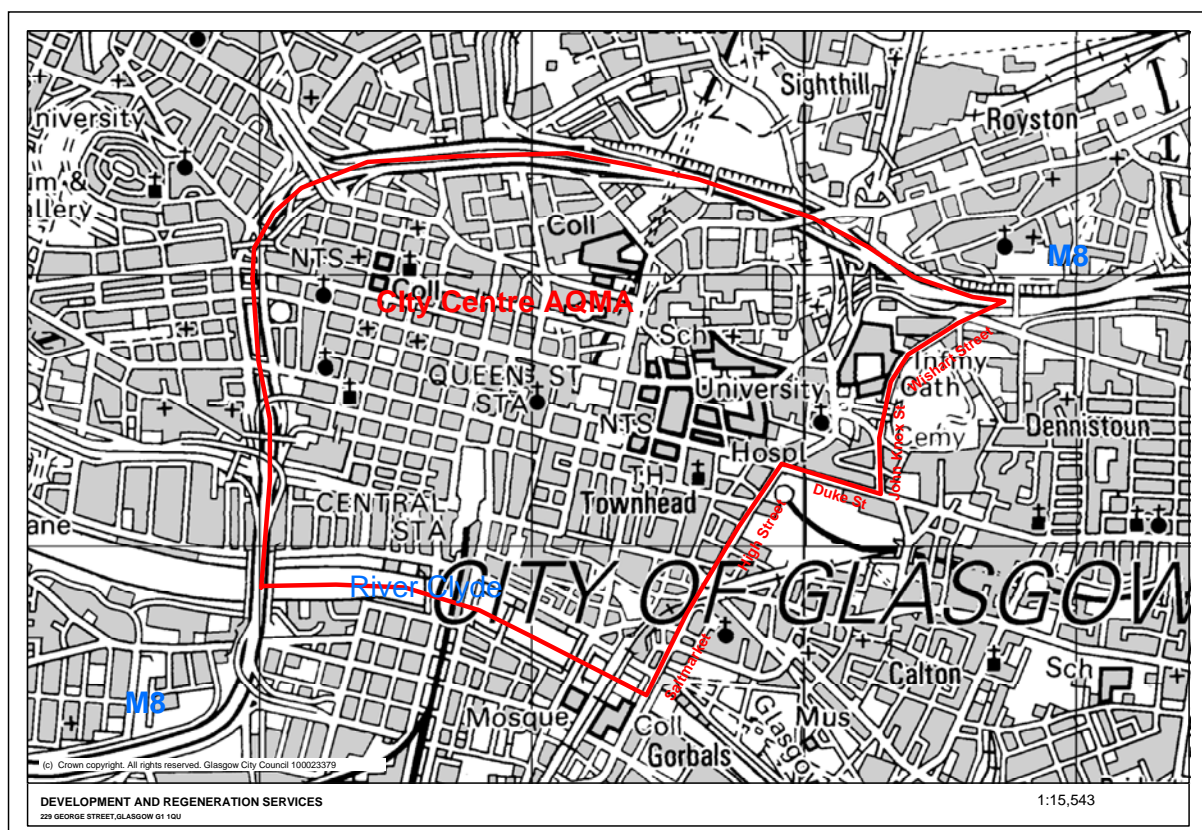 Sighthill
Royston
University
um &
allery
Coll
M8
NTS
Coll
City Centre AQMA
Sch
Wishart Street
QUEEN ST
STA
University
Cath
NTS
John Knox St
Cemy
Dennistoun
Hospl
TH
Duke St
CENTRAL
STA
Townhead
High Street
ane
River Clyde
CITY OF GLASGOW
Saltmarket
Calton
Sch
M8
Mosque
Coll
Mus
Glasgow
Gorbals
(c) Crown copyright. All rights reserved. Glasgow City Council 100023379
DEVELOPMENT AND REGENERATION SERVICES
1:15,543
229 GEORGE STREET,GLASGOW G1 1QU